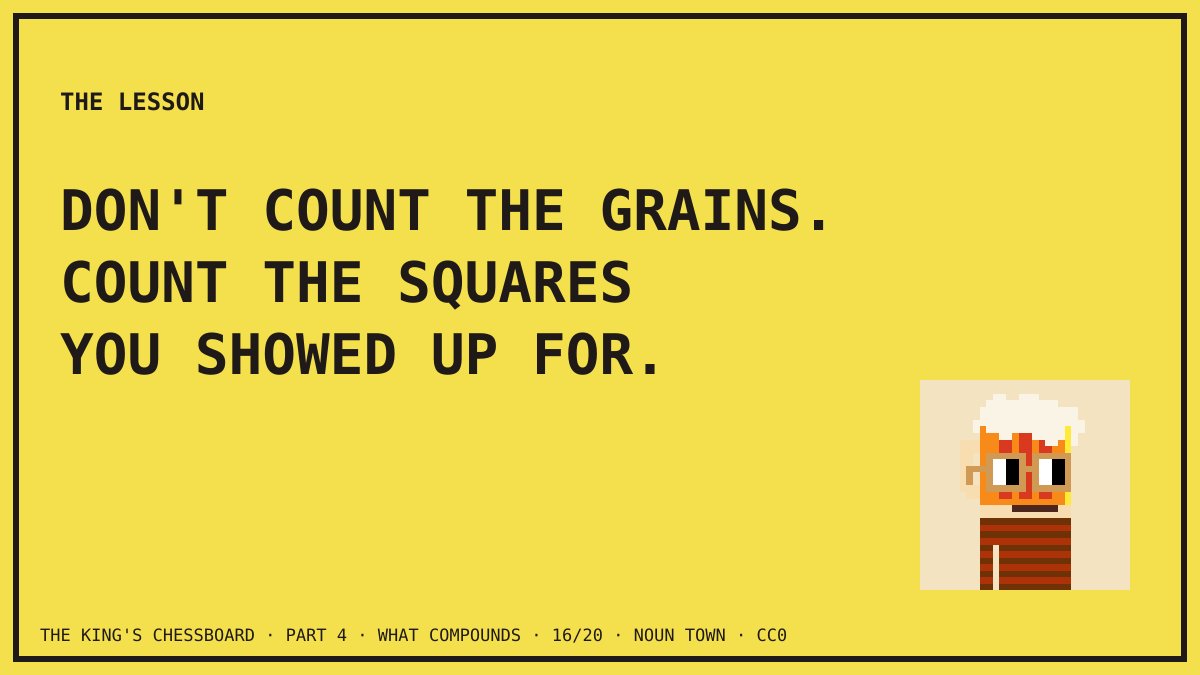 THE LESSON
DON'T COUNT THE GRAINS.
COUNT THE SQUARES
YOU SHOWED UP FOR.
THE KING'S CHESSBOARD · PART 4 · WHAT COMPOUNDS · 16/20 · NOUN TOWN · CC0